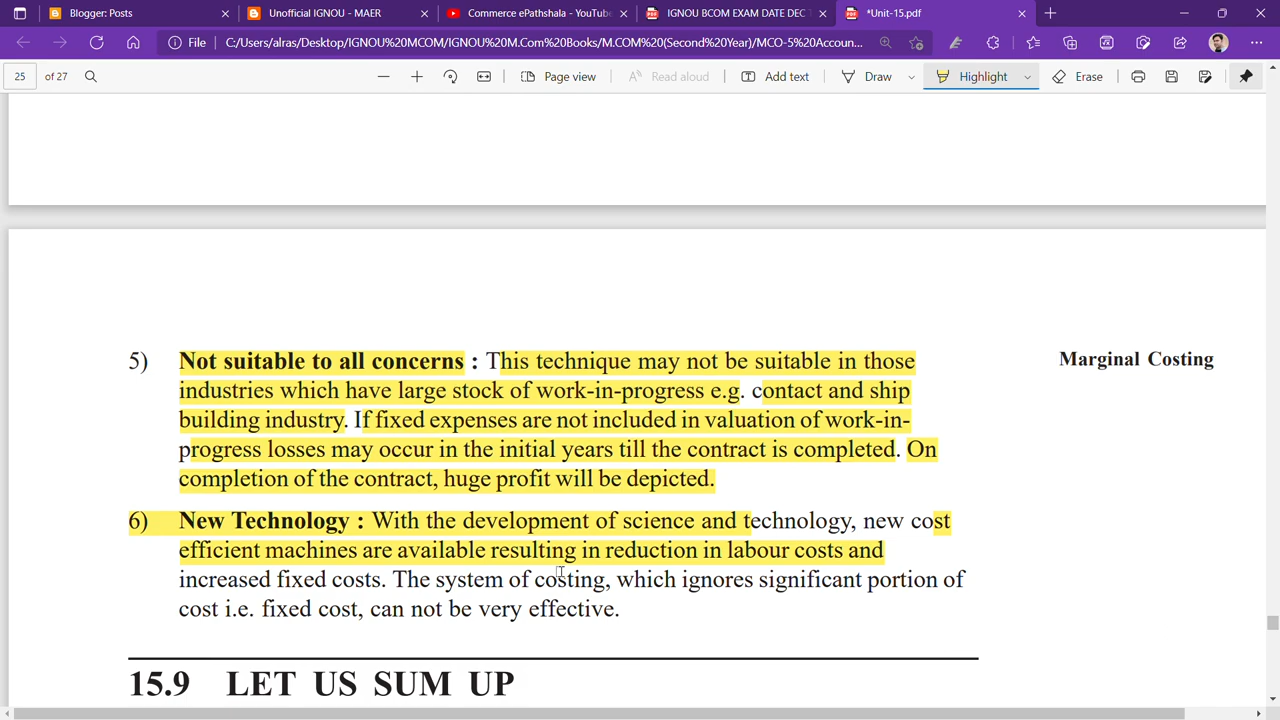 Blogger: Posts
Unofficial IGNOU - MAER
Commerce ePathshala - YouTub
IGNOU BCOM EXAM DATE DEC
*Unit-15.pdf
File
C:/Users/alras/Desktop/IGNOU%20MCOM/IGNOU%20M.Com%20Books/M.COM%20(Second%20Year)/MCO-5%20Accoun...
25 of 27
Page view
Read aloud
Add text
Draw
Highlight
Erase
5) Not suitable to all concerns : This technique may not be suitable in those
Marginal Costing
industries which have large stock of work-in-progress e.g. contact and ship
building industry. If fixed expenses are not included in valuation of work-in-
progress losses may occur in the initial years till the contract is completed. On
completion of the contract, huge profit will be depicted.
6) New Technology : With the development of science and technology, new cost
efficient machines are available resulting in reduction in labour costs and
increased fixed costs. The system of costing, which ignores significant portion of
cost i.e. fixed cost, can not be very effective.
15.9 LET US SUM UP